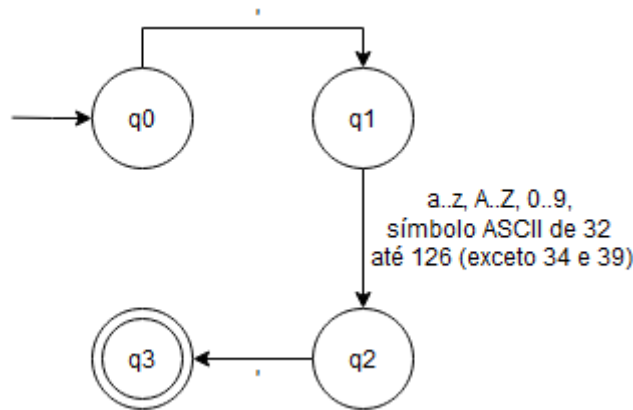 '
q0
q1
a..z, A..Z, 0..9,
símbolo ASCII de 32
até 126 (exceto 34 e 39)
q3
'
q2